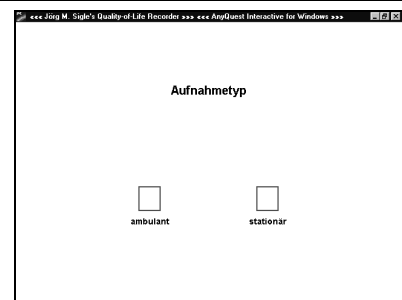 ««« Jörg M. Sigle's Quality-of-Life Recorder »»» ««« AnyQuest Interactive for Windows »»»
Aufnahmetyp
ambulant stationär